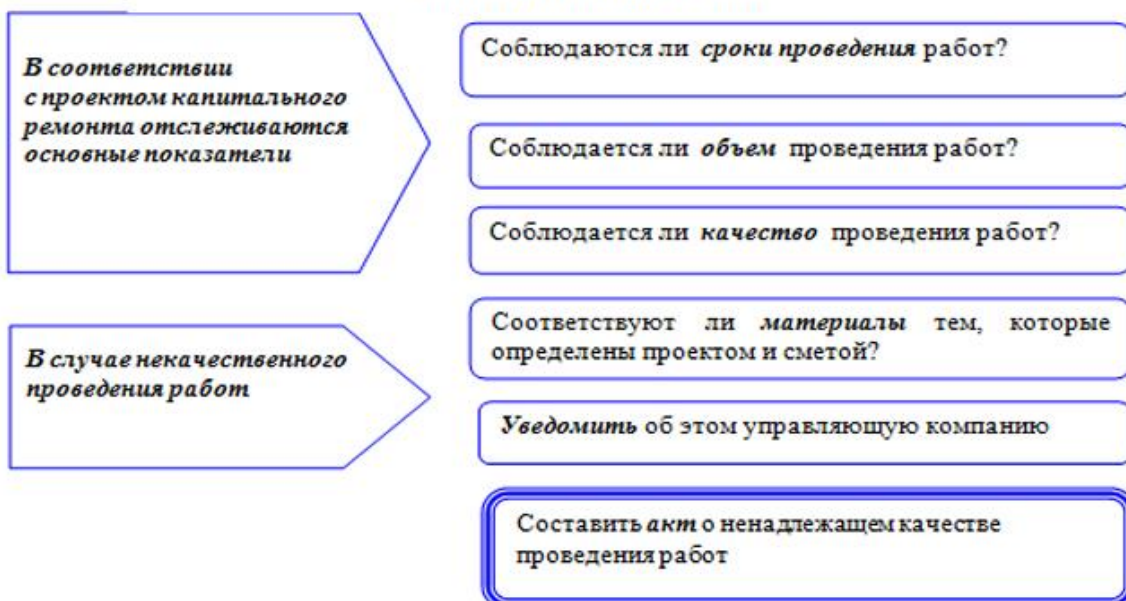 В соответствии
с проектом капитального
ремонта отслеживаются
основные показатели
Соблюдаются ли сроки проведения работ?
Соблюдается ли объем проведения работ?
Соблюдается ли качество проведения работ?
Соответствуют ли материалы тем, которые
определены проектом и сметой?
В случае некачественного
проведения работ
Уведомить об этом управляющую компанию
Составить акт о ненадлежащем качестве
проведения работ